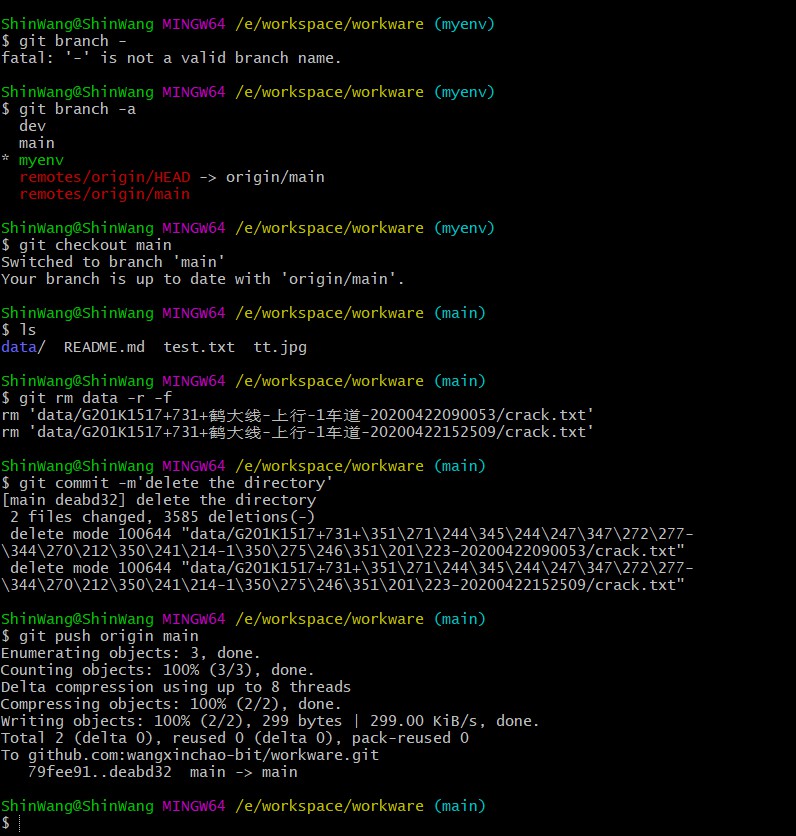 ShinWang@ShinWang MINGW64 /e/workspace/workware (myenv)
$ git branch -
fatal: '-' is not a valid branch name.
ShinWang@ShinWang MINGW64 /e/workspace/workware (myenv)
$ git branch -a
  dev
  main
* myenv
  remotes/origin/HEAD -> origin/main
  remotes/origin/main
ShinWang@ShinWang MINGW64 /e/workspace/workware (myenv)
$ git checkout main
Switched to branch 'main'
Your branch is up to date with 'origin/main'.
ShinWang@ShinWang MINGW64 /e/workspace/workware (main)
$ ls
data/  README.md  test.txt  tt.jpg
ShinWang@ShinWang MINGW64 /e/workspace/workware (main)
$ git rm data -r -f
rm 'data/G201K1517+731+鹤大线-上行-1车道-20200422090053/crack.txt'
rm 'data/G201K1517+731+鹤大线-上行-1车道-20200422152509/crack.txt'
ShinWang@ShinWang MINGW64 /e/workspace/workware (main)
$ git commit -m'delete the directory'
[main deabd32] delete the directory
 2 files changed, 3585 deletions(-)
 delete mode 100644 "data/G201K1517+731+\351\271\244\345\244\247\347\272\277-
\344\270\212\350\241\214-1\350\275\246\351\201\223-20200422090053/crack.txt"
 delete mode 100644 "data/G201K1517+731+\351\271\244\345\244\247\347\272\277-
\344\270\212\350\241\214-1\350\275\246\351\201\223-20200422152509/crack.txt"
ShinWang@ShinWang MINGW64 /e/workspace/workware (main)
$ git push origin main
Enumerating objects: 3, done.
Counting objects: 100% (3/3), done.
Delta compression using up to 8 threads
Compressing objects: 100% (2/2), done.
Writing objects: 100% (2/2), 299 bytes | 299.00 KiB/s, done.
Total 2 (delta 0), reused 0 (delta 0), pack-reused 0
To github.com:wangxinchao-bit/workware.git
   79fee91..deabd32  main -> main
ShinWang@ShinWang MINGW64 /e/workspace/workware (main)
$